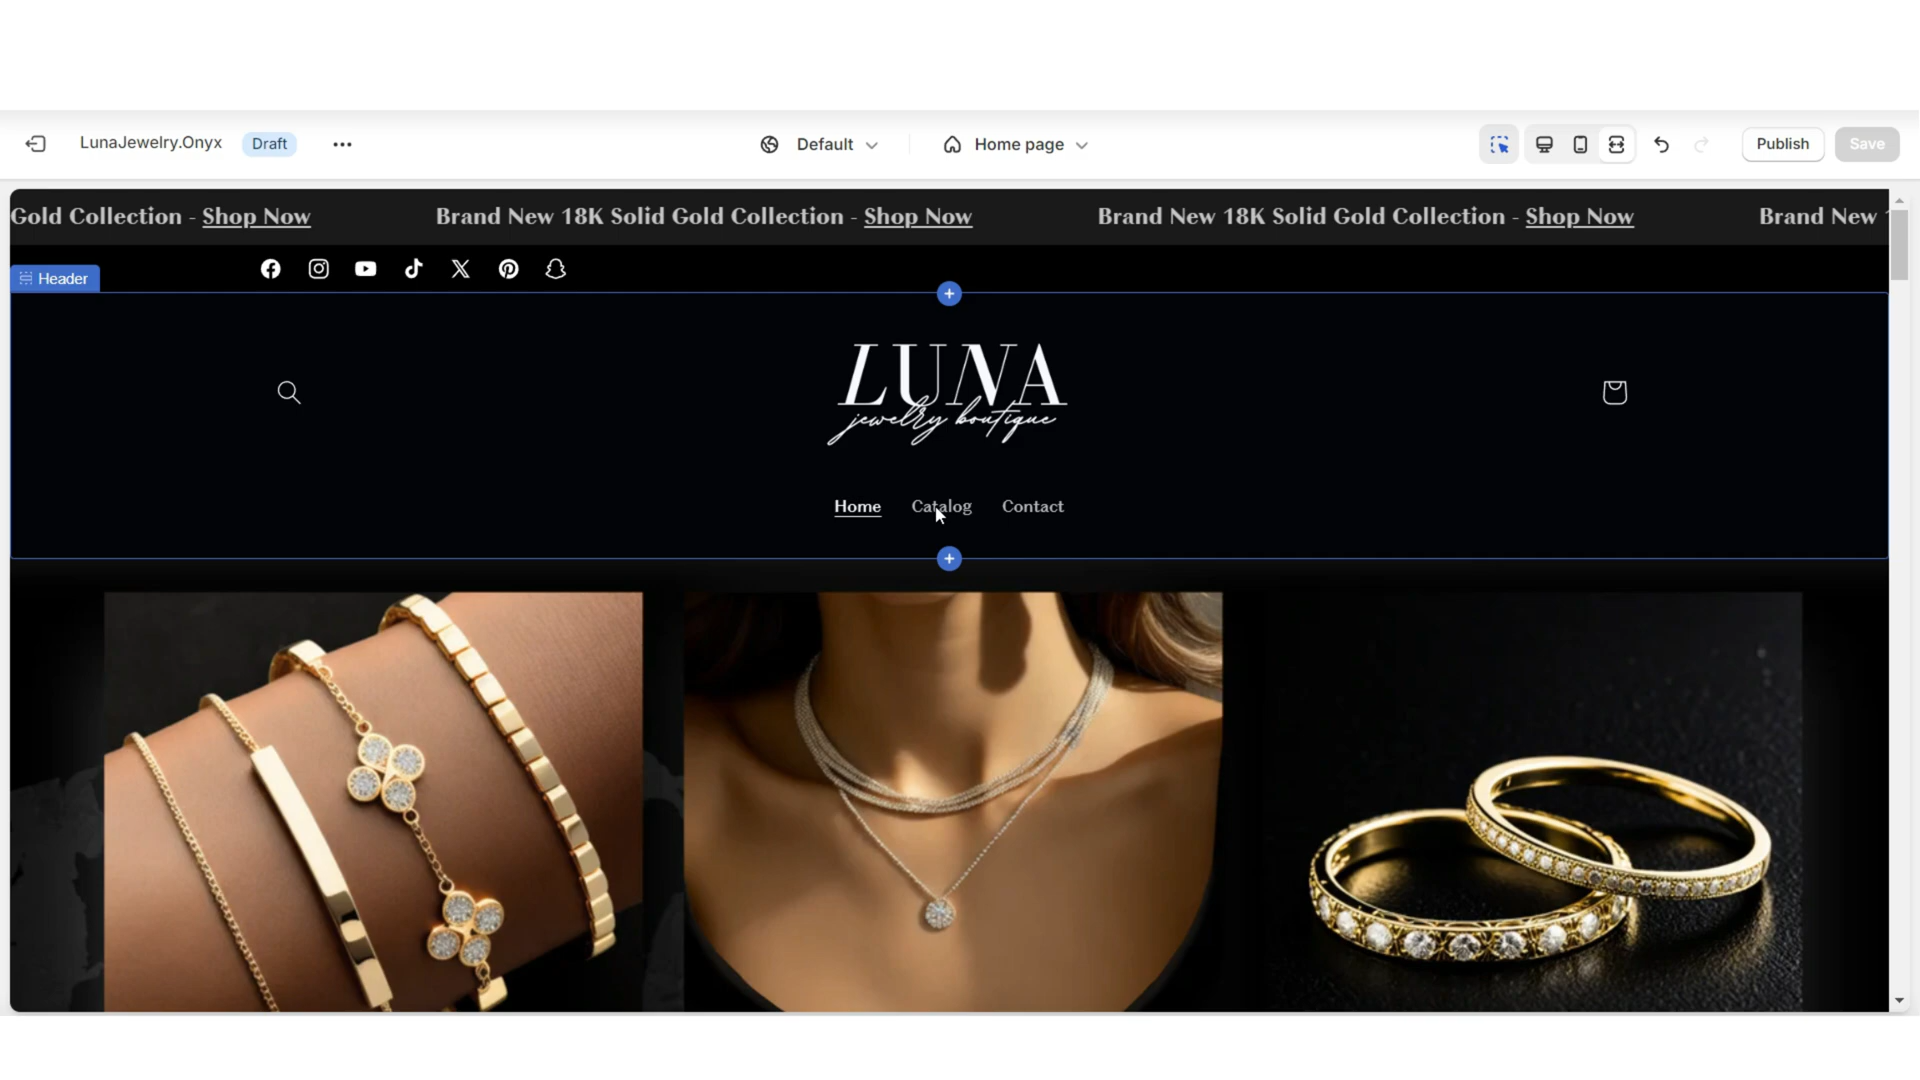 LunaJewelry.Onyx Draft Default Home page Publish Save
Gold Collection - Shop Now Brand New 18K Solid Gold Collection - Shop Now Brand New 18K Solid Gold Collection - Shop Now Brand New
Header
LUNA
jewelry boutique
Home Catalog Contact